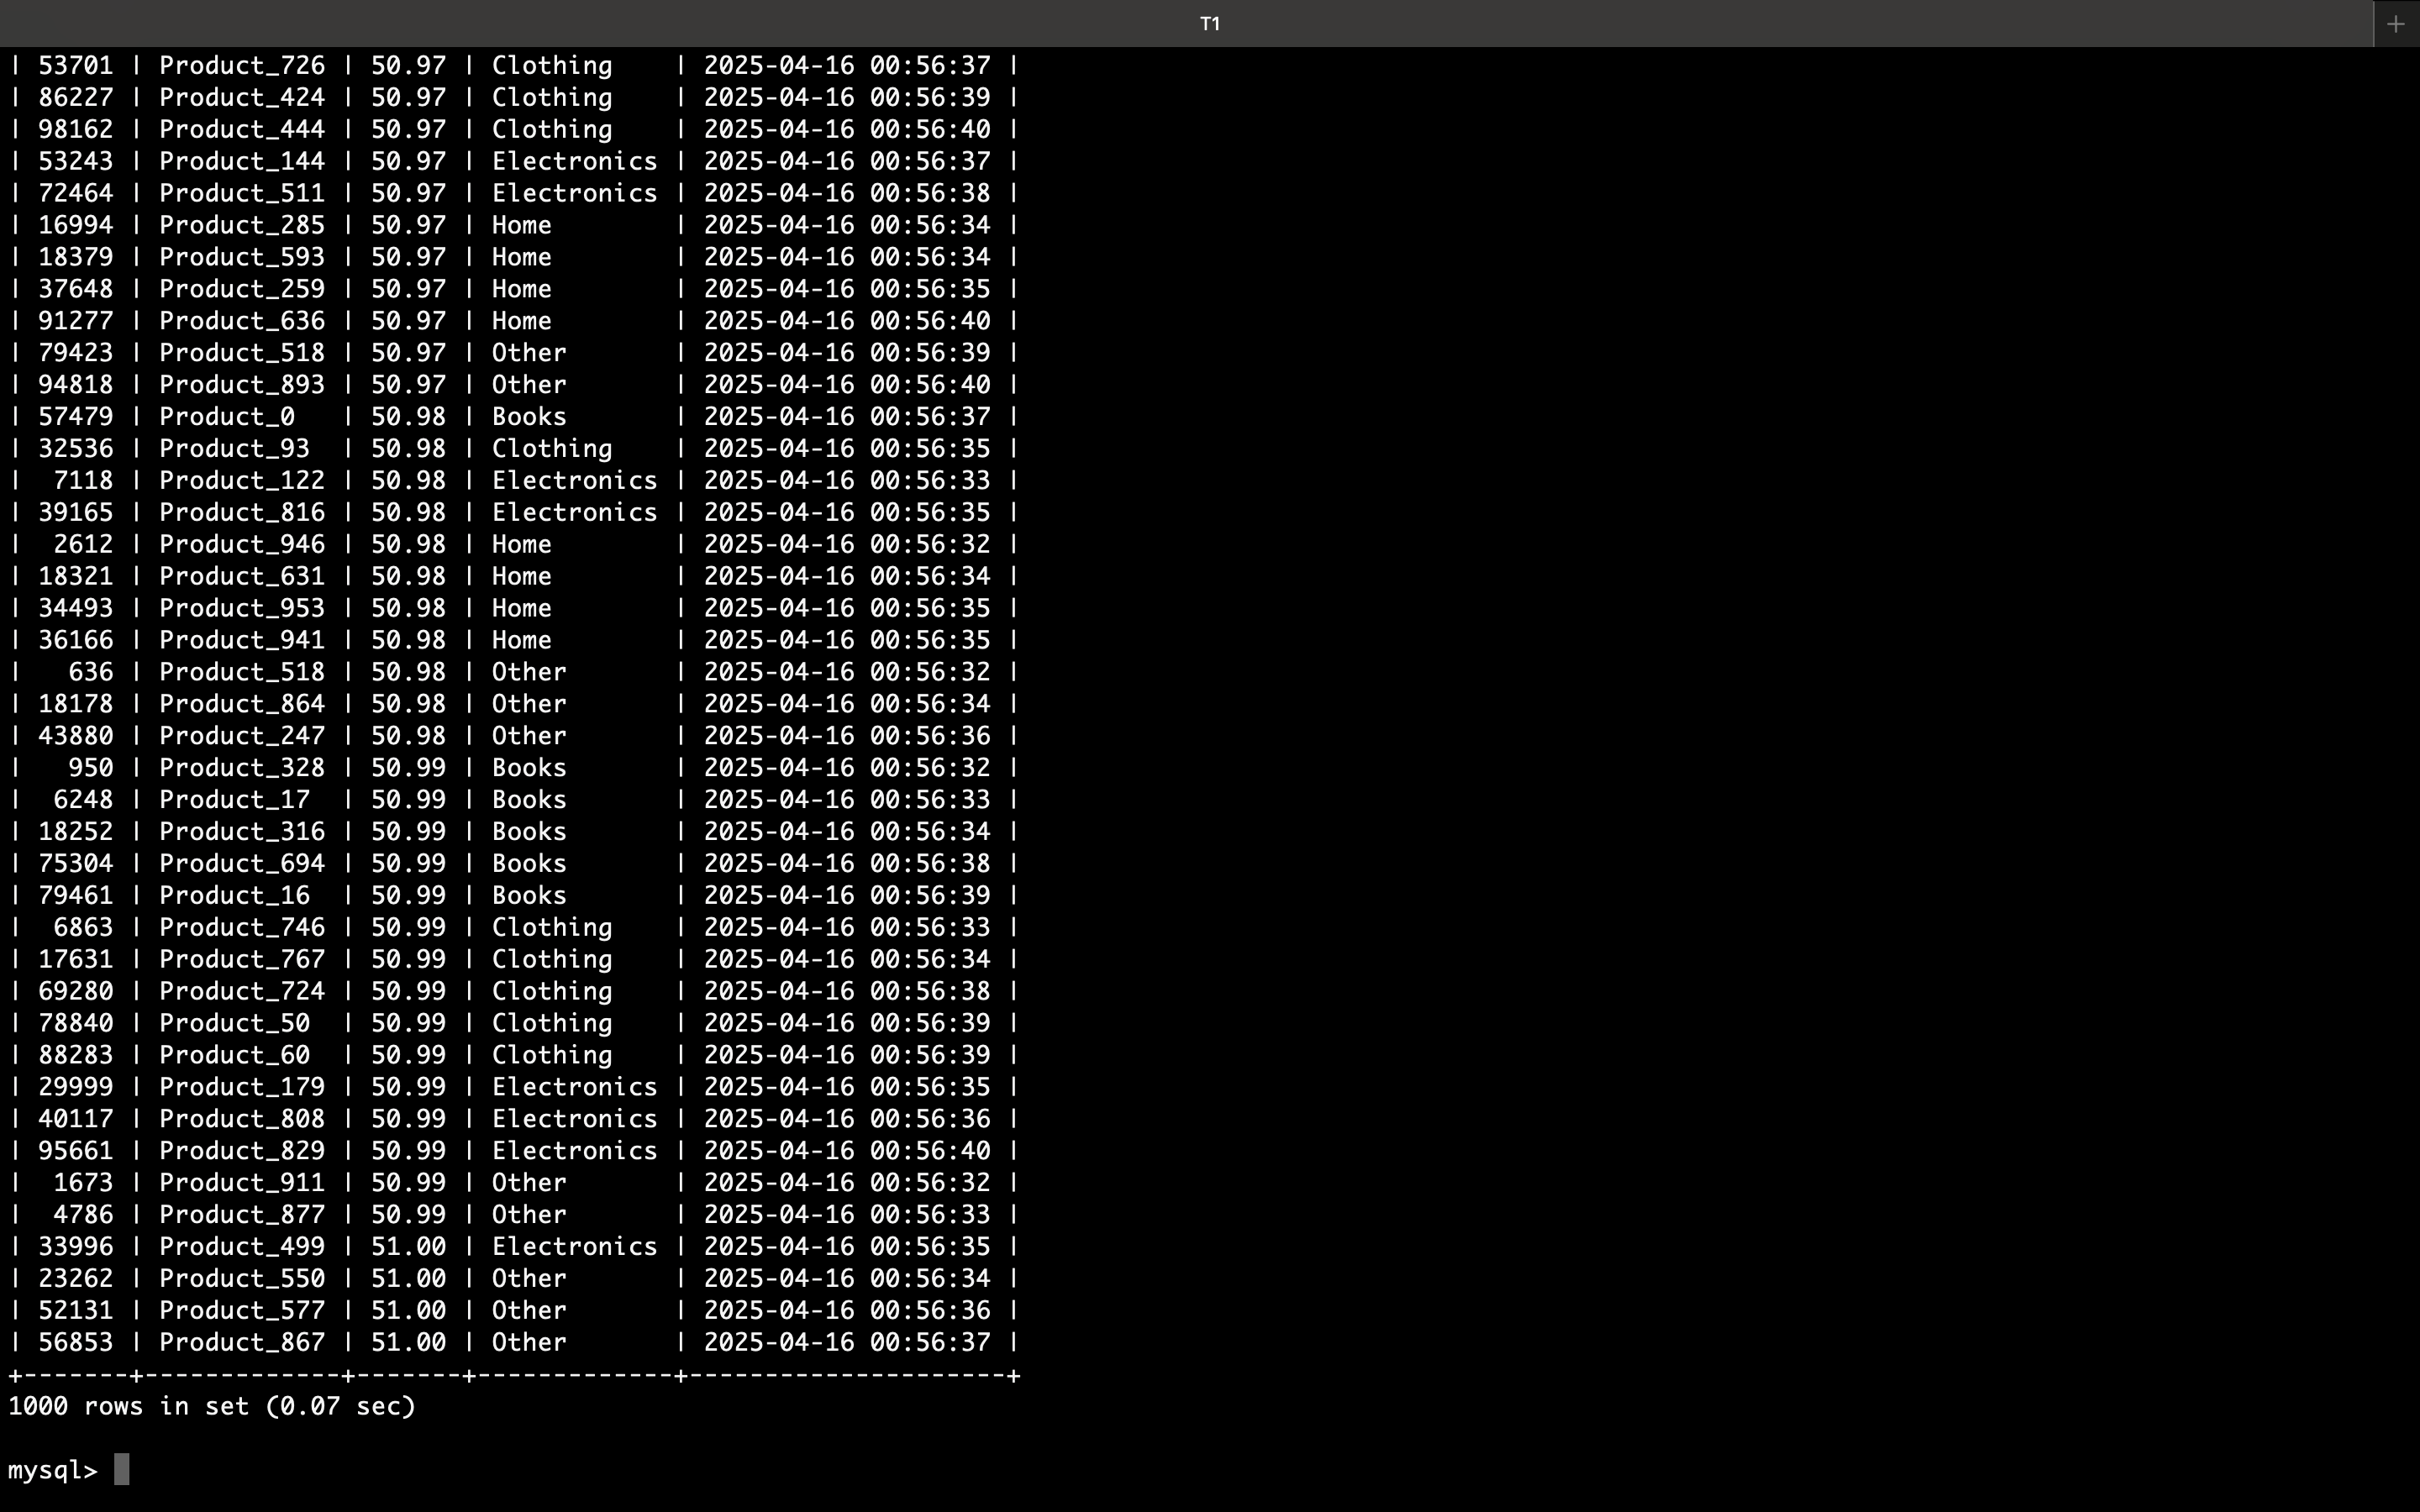 T1 +
| 53701 | Product_726 | 50.97 | Clothing    | 2025-04-16 00:56:37 |
| 86227 | Product_424 | 50.97 | Clothing    | 2025-04-16 00:56:39 |
| 98162 | Product_444 | 50.97 | Clothing    | 2025-04-16 00:56:40 |
| 53243 | Product_144 | 50.97 | Electronics | 2025-04-16 00:56:37 |
| 72464 | Product_511 | 50.97 | Electronics | 2025-04-16 00:56:38 |
| 16994 | Product_285 | 50.97 | Home        | 2025-04-16 00:56:34 |
| 18379 | Product_593 | 50.97 | Home        | 2025-04-16 00:56:34 |
| 37648 | Product_259 | 50.97 | Home        | 2025-04-16 00:56:35 |
| 91277 | Product_636 | 50.97 | Home        | 2025-04-16 00:56:40 |
| 79423 | Product_518 | 50.97 | Other       | 2025-04-16 00:56:39 |
| 94818 | Product_893 | 50.97 | Other       | 2025-04-16 00:56:40 |
| 57479 | Product_0   | 50.98 | Books       | 2025-04-16 00:56:37 |
| 32536 | Product_93  | 50.98 | Clothing    | 2025-04-16 00:56:35 |
|  7118 | Product_122 | 50.98 | Electronics | 2025-04-16 00:56:33 |
| 39165 | Product_816 | 50.98 | Electronics | 2025-04-16 00:56:35 |
|  2612 | Product_946 | 50.98 | Home        | 2025-04-16 00:56:32 |
| 18321 | Product_631 | 50.98 | Home        | 2025-04-16 00:56:34 |
| 34493 | Product_953 | 50.98 | Home        | 2025-04-16 00:56:35 |
| 36166 | Product_941 | 50.98 | Home        | 2025-04-16 00:56:35 |
|   636 | Product_518 | 50.98 | Other       | 2025-04-16 00:56:32 |
| 18178 | Product_864 | 50.98 | Other       | 2025-04-16 00:56:34 |
| 43880 | Product_247 | 50.98 | Other       | 2025-04-16 00:56:36 |
|   950 | Product_328 | 50.99 | Books       | 2025-04-16 00:56:32 |
|  6248 | Product_17  | 50.99 | Books       | 2025-04-16 00:56:33 |
| 18252 | Product_316 | 50.99 | Books       | 2025-04-16 00:56:34 |
| 75304 | Product_694 | 50.99 | Books       | 2025-04-16 00:56:38 |
| 79461 | Product_16  | 50.99 | Books       | 2025-04-16 00:56:39 |
|  6863 | Product_746 | 50.99 | Clothing    | 2025-04-16 00:56:33 |
| 17631 | Product_767 | 50.99 | Clothing    | 2025-04-16 00:56:34 |
| 69280 | Product_724 | 50.99 | Clothing    | 2025-04-16 00:56:38 |
| 78840 | Product_50  | 50.99 | Clothing    | 2025-04-16 00:56:39 |
| 88283 | Product_60  | 50.99 | Clothing    | 2025-04-16 00:56:39 |
| 29999 | Product_179 | 50.99 | Electronics | 2025-04-16 00:56:35 |
| 40117 | Product_808 | 50.99 | Electronics | 2025-04-16 00:56:36 |
| 95661 | Product_829 | 50.99 | Electronics | 2025-04-16 00:56:40 |
|  1673 | Product_911 | 50.99 | Other       | 2025-04-16 00:56:32 |
|  4786 | Product_877 | 50.99 | Other       | 2025-04-16 00:56:33 |
| 33996 | Product_499 | 51.00 | Electronics | 2025-04-16 00:56:35 |
| 23262 | Product_550 | 51.00 | Other       | 2025-04-16 00:56:34 |
| 52131 | Product_577 | 51.00 | Other       | 2025-04-16 00:56:36 |
| 56853 | Product_867 | 51.00 | Other       | 2025-04-16 00:56:37 |
+-------+-------------+-------+-------------+---------------------+
1000 rows in set (0.07 sec)
mysql>